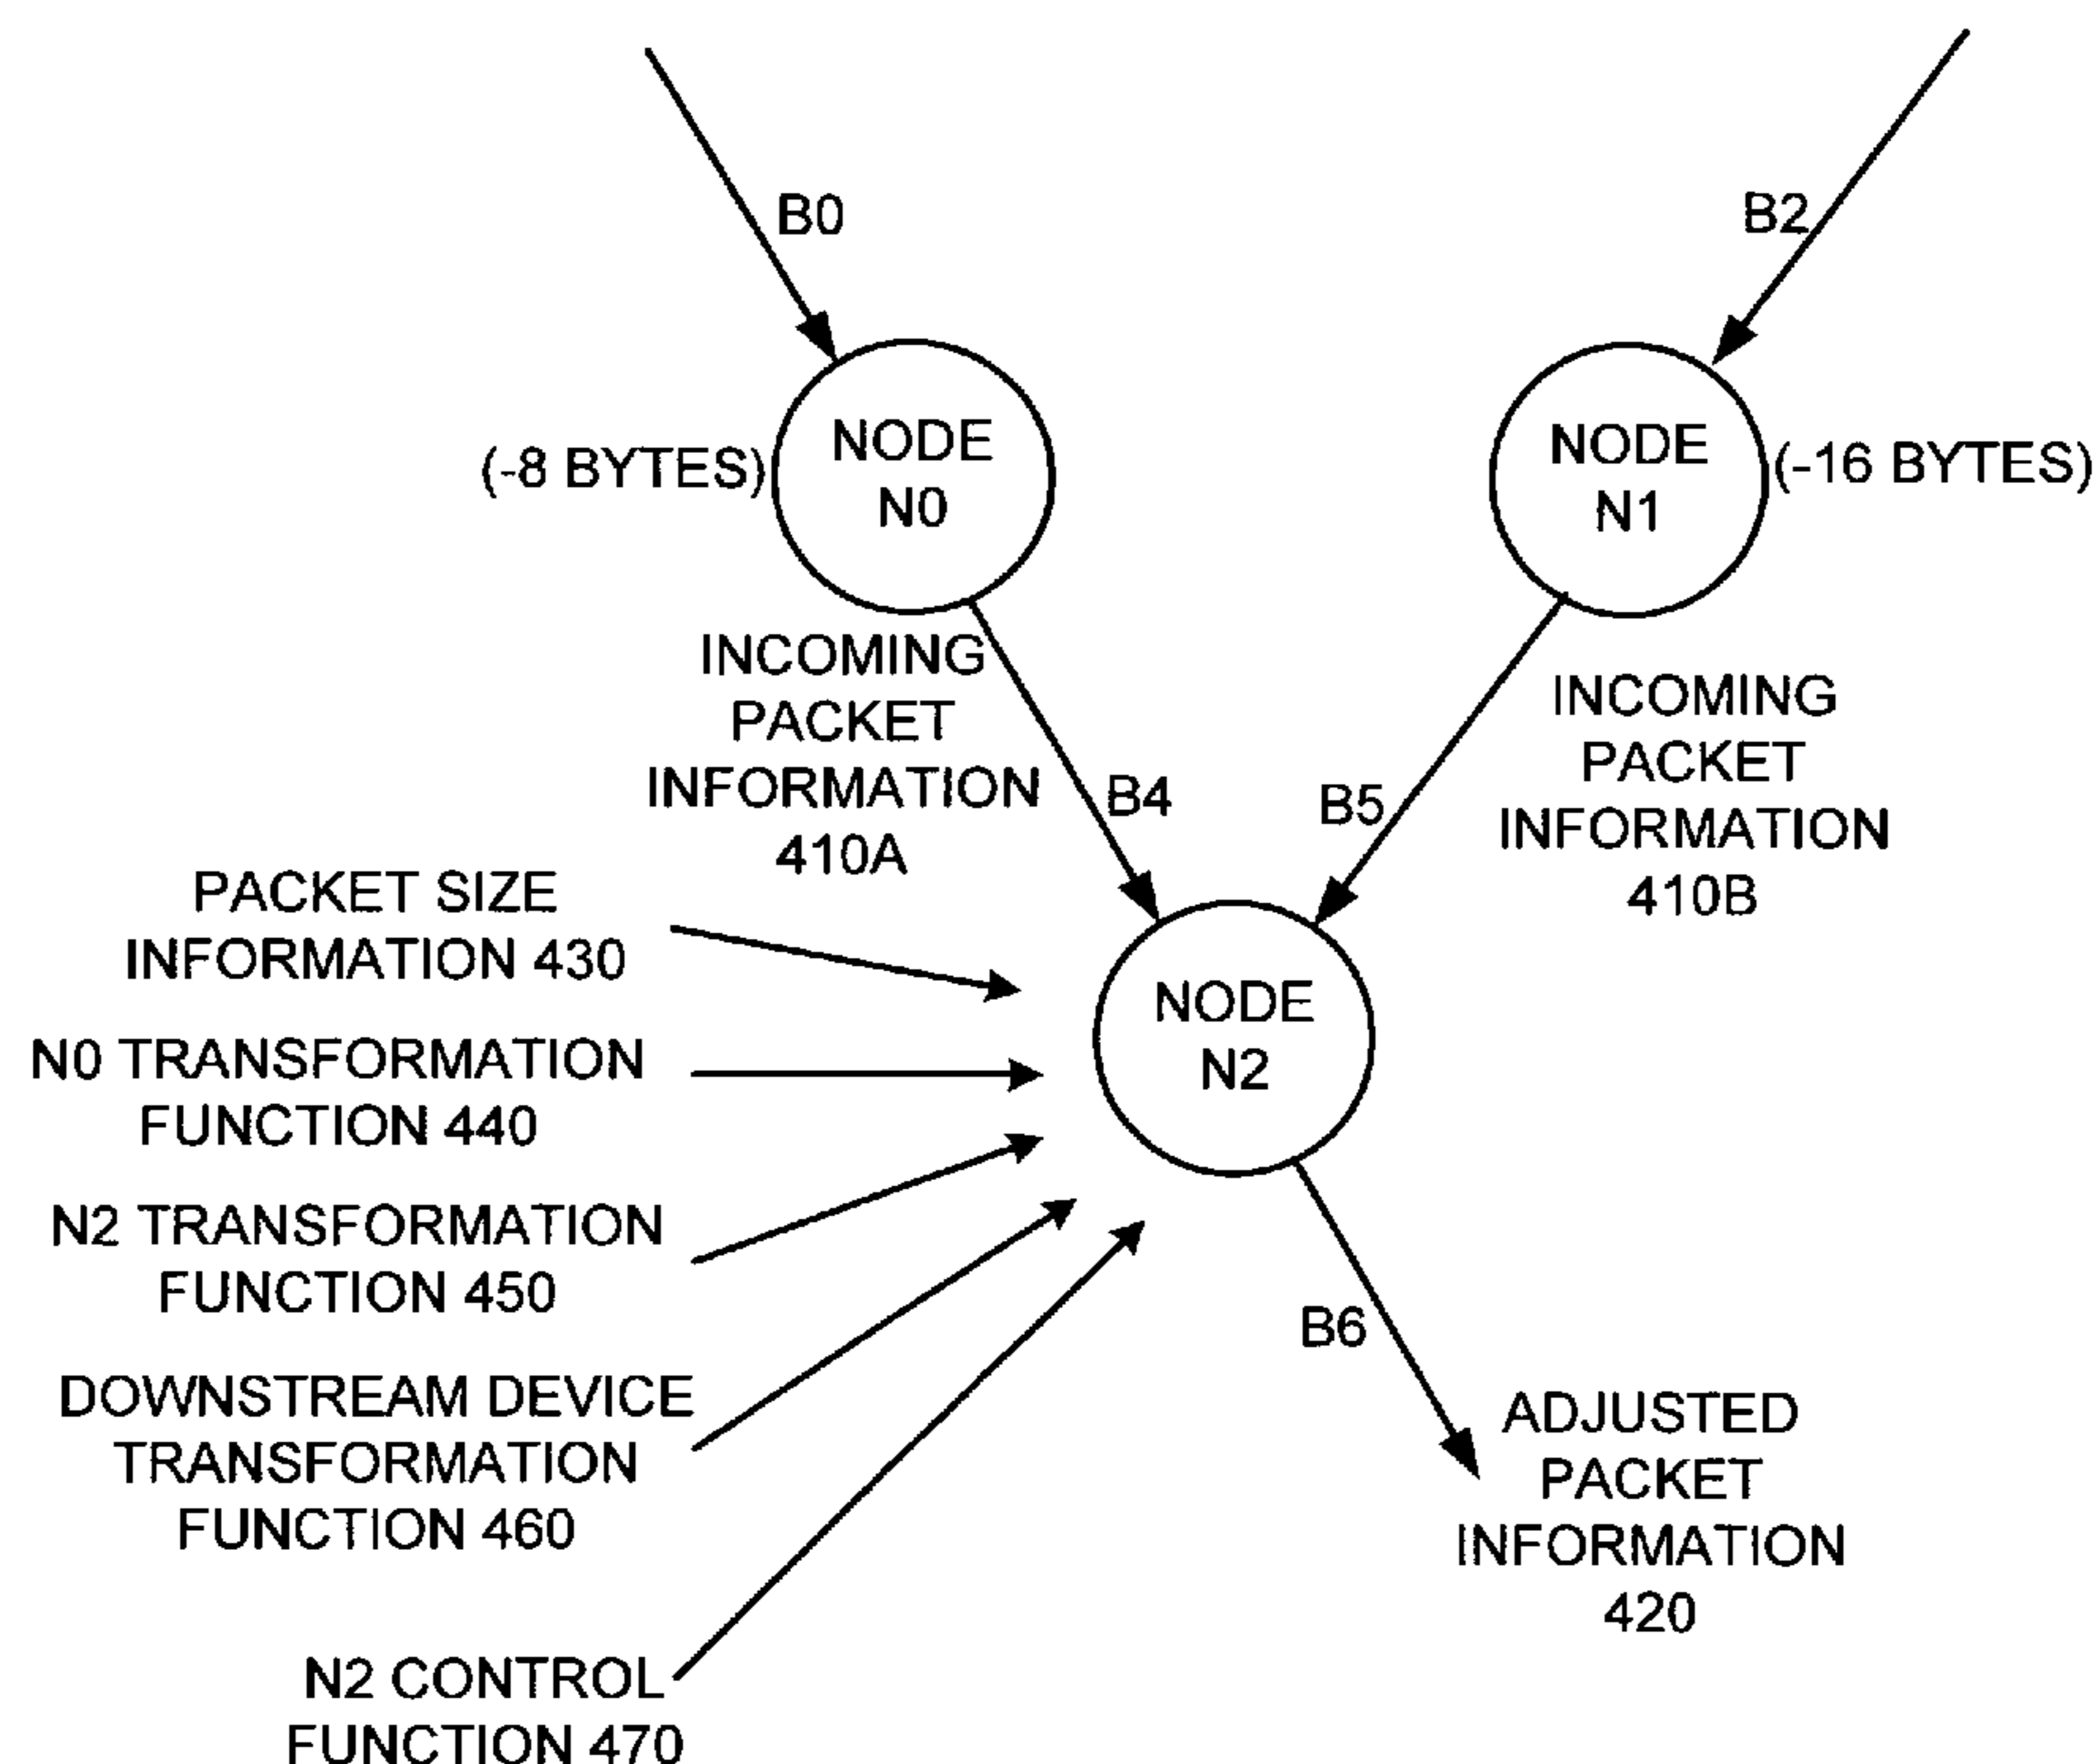 B0
B2
(-8 BYTES)
NODE
N0
NODE
N1
(-16 BYTES)
INCOMING
PACKET
INFORMATION
410A
B4
B5
INCOMING
PACKET
INFORMATION
410B
PACKET SIZE
INFORMATION 430
NODE
N2
N0 TRANSFORMATION
FUNCTION 440
N2 TRANSFORMATION
FUNCTION 450
B6
DOWNSTREAM DEVICE
TRANSFORMATION
FUNCTION 460
ADJUSTED
PACKET
INFORMATION
420
N2 CONTROL
FUNCTION 470